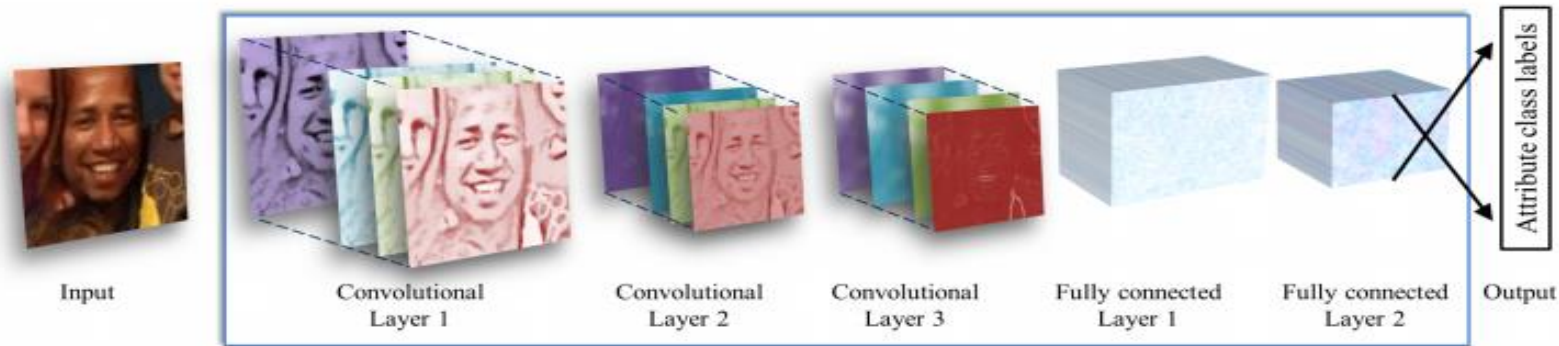 Input
Convolutional
Layer 1
Convolutional
Layer 2
Convolutional
Layer 3
Fully connected
Layer 1
Fully connected
Layer 2
Attribute class labels
Output